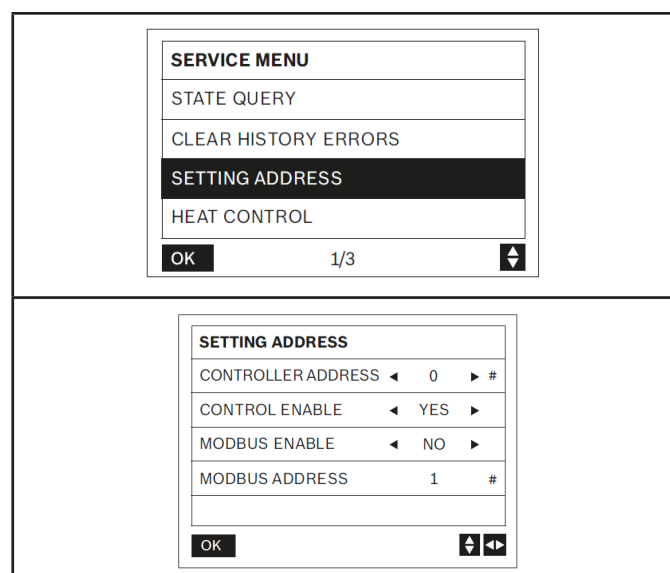 SERVICE MENU
STATE QUERY
CLEAR HISTORY ERRORS
SETTING ADDRESS
HEAT CONTROL
OK 1/3
SETTING ADDRESS
CONTROLLER ADDRESS ◄ 0 ► #
CONTROL ENABLE ◄ YES ►
MODBUS ENABLE ◄ NO ►
MODBUS ADDRESS 1 #
OK